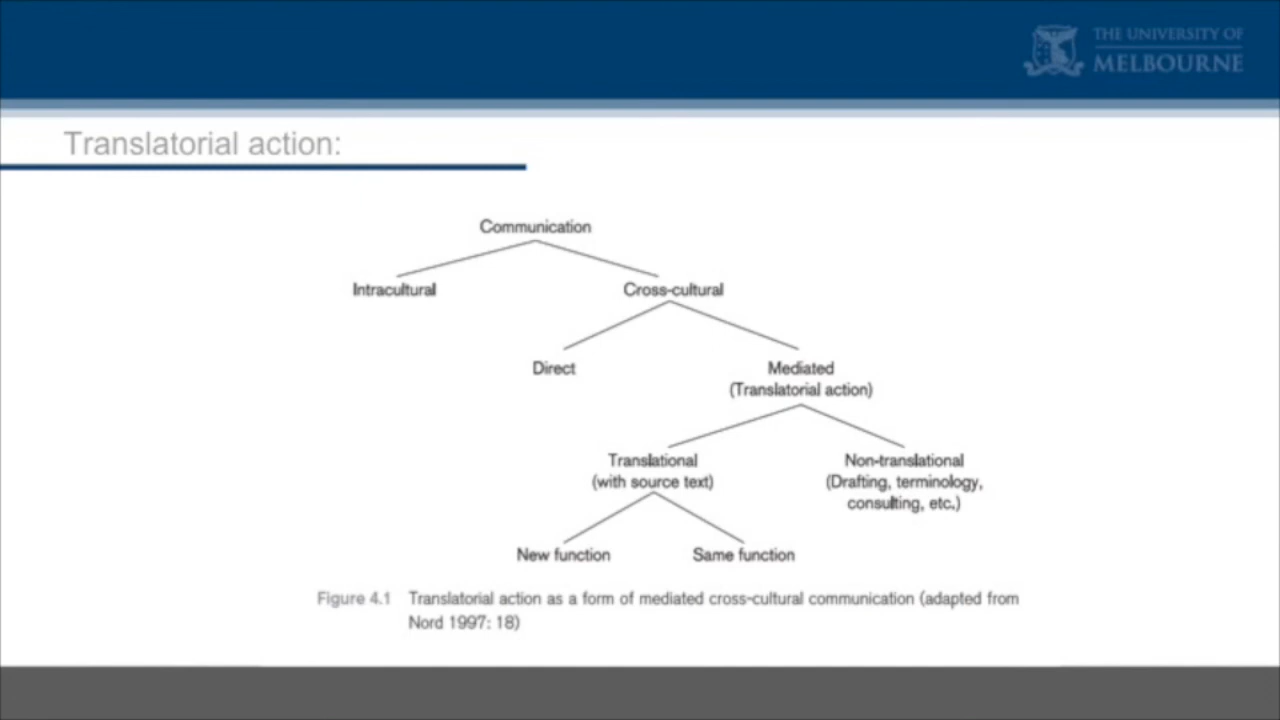 THE UNIVERSITY OF
MELBOURNE
Translatorial action:
Communication
Intracultural
Cross-cultural
Direct
Mediated
(Translatorial action)
Translational
(with source text)
Non-translational
(Drafting, terminology,
consulting, etc.)
New function
Same function
Figure 4.1 Translatorial action as a form of mediated cross-cultural communication (adapted from
Nord 1997: 18)